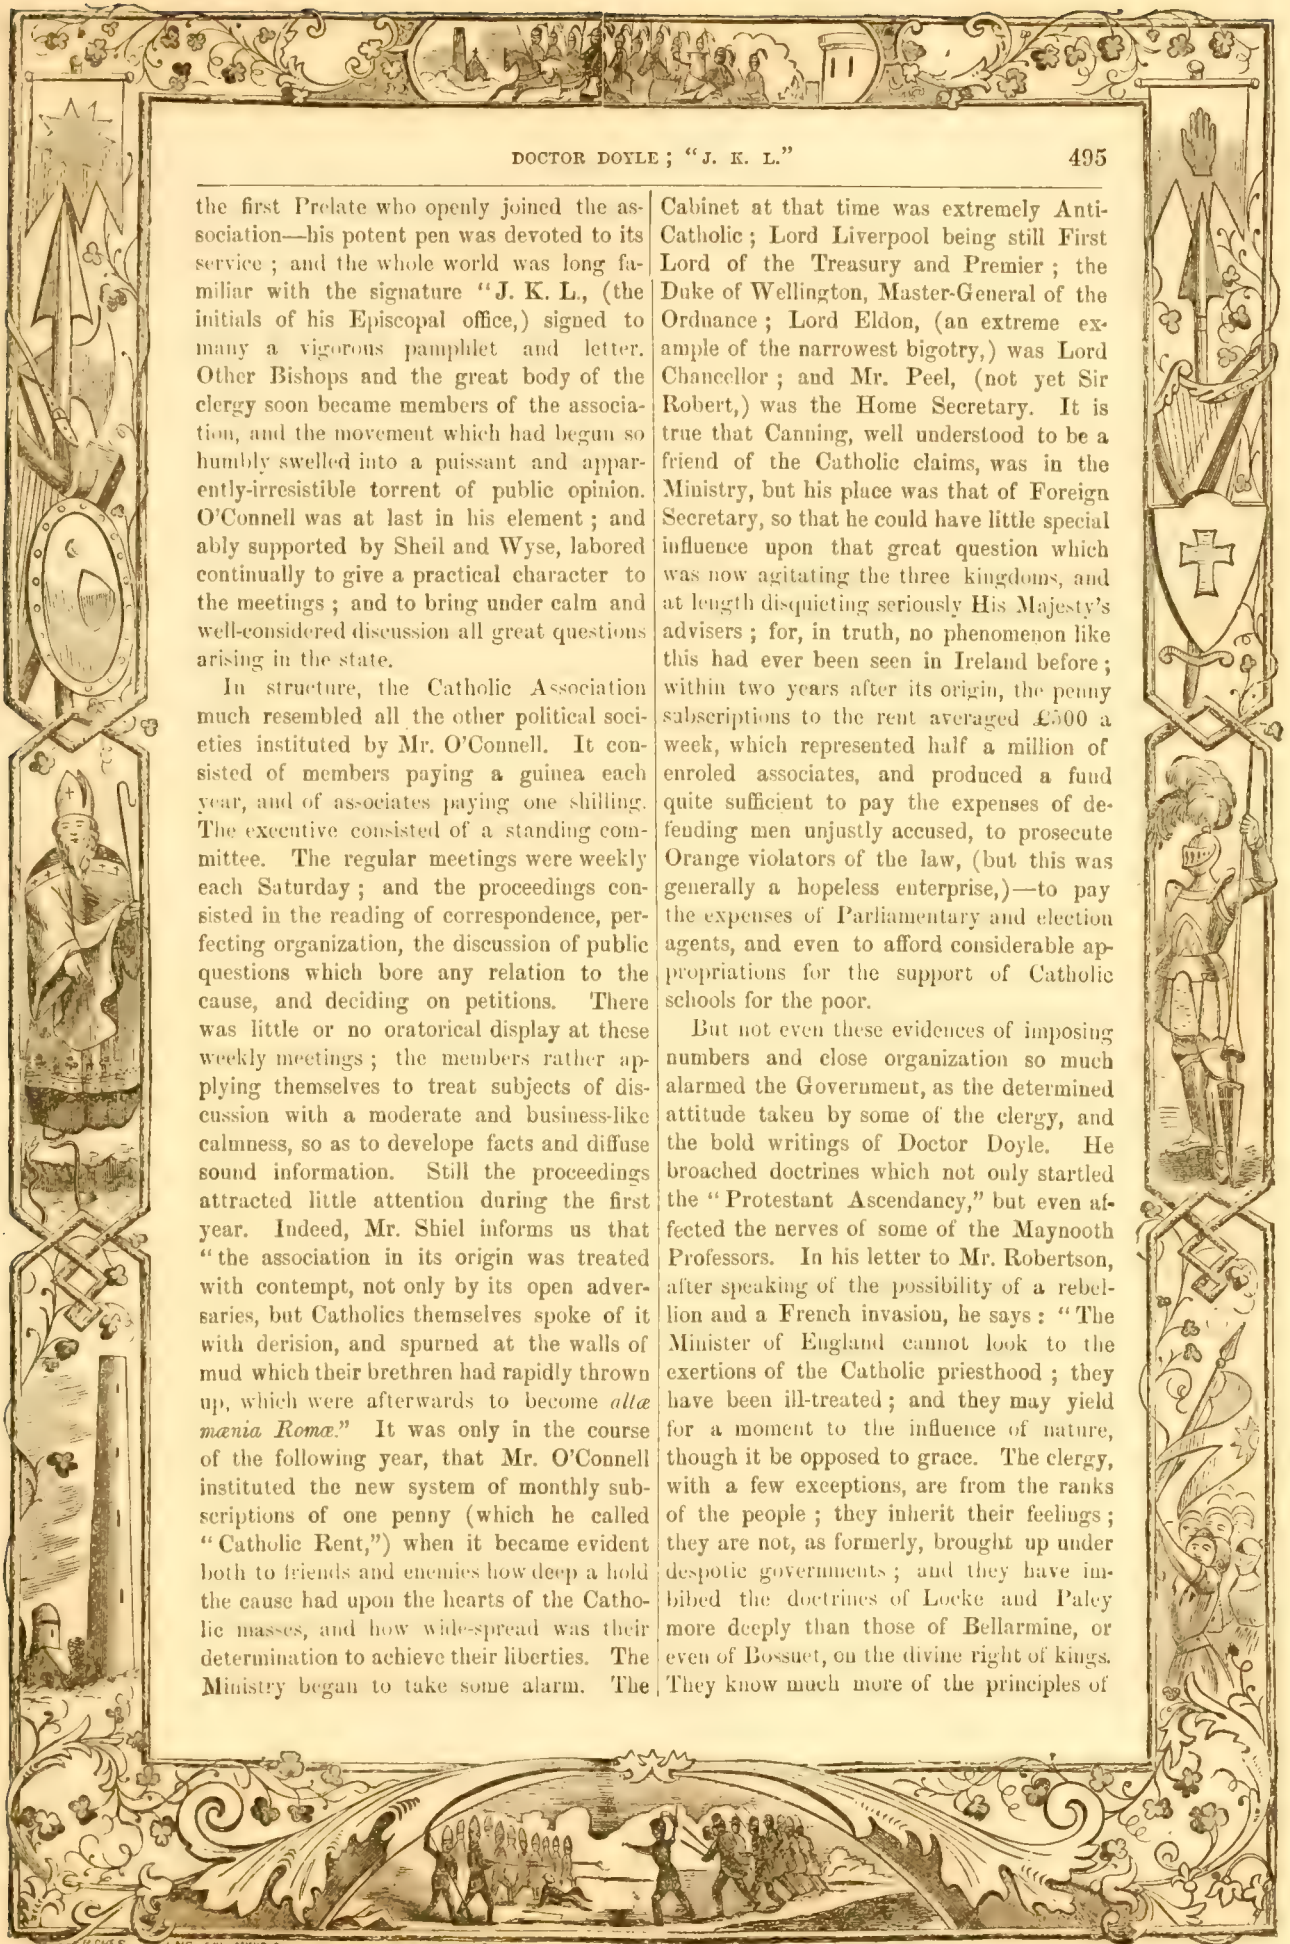 DOCTOR DOYLE; "J. K. L."
495
the first Prelate who openly joined the as-
sociation—his potent pen was devoted to its
service; and the whole world was long fa-
miliar with the signature "J. K. L., (the
initials of his Episcopal office,) signed to
many a vigorous pamphlet and letter.
Other Bishops and the great body of the
clergy soon became members of the associa-
tion, and the movement which had begun so
humbly swelled into a puissant and appar-
ently-irresistible torrent of public opinion.
O'Connell was at last in his element; and
ably supported by Sheil and Wyse, labored
continually to give a practical character to
the meetings; and to bring under calm and
well-considered discussion all great questions
arising in the state.
In structure, the Catholic Association
much resembled all the other political soci-
eties instituted by Mr. O'Connell. It con-
sisted of members paying a guinea each
year, and of associates paying one shilling.
The executive consisted of a standing com-
mittee. The regular meetings were weekly
each Saturday; and the proceedings con-
sisted in the reading of correspondence, per-
fecting organization, the discussion of public
questions which bore any relation to the
cause, and deciding on petitions. There
was little or no oratorical display at these
weekly meetings; the members rather ap-
plying themselves to treat subjects of dis-
cussion with a moderate and business-like
calmness, so as to develope facts and diffuse
sound information. Still the proceedings
attracted little attention during the first
year. Indeed, Mr. Shiel informs us that
"the association in its origin was treated
with contempt, not only by its open adver-
saries, but Catholics themselves spoke of it
with derision, and spurned at the walls of
mud which their brethren had rapidly thrown
up, which were afterwards to become altæ
mænia Romæ." It was only in the course
of the following year, that Mr. O'Connell
instituted the new system of monthly sub-
scriptions of one penny (which he called
"Catholic Rent,") when it became evident
both to friends and enemies how deep a hold
the cause had upon the hearts of the Catho-
lic masses, and how wide-spread was their
determination to achieve their liberties. The
Ministry began to take some alarm. The
Cabinet at that time was extremely Anti-
Catholic; Lord Liverpool being still First
Lord of the Treasury and Premier; the
Duke of Wellington, Master-General of the
Ordnance; Lord Eldon, (an extreme ex-
ample of the narrowest bigotry,) was Lord
Chancellor; and Mr. Peel, (not yet Sir
Robert,) was the Home Secretary. It is
true that Canning, well understood to be a
friend of the Catholic claims, was in the
Ministry, but his place was that of Foreign
Secretary, so that he could have little special
influence upon that great question which
was now agitating the three kingdoms, and
at length disquieting seriously His Majesty's
advisers; for, in truth, no phenomenon like
this had ever been seen in Ireland before;
within two years after its origin, the penny
subscriptions to the rent averaged £500 a
week, which represented half a million of
enroled associates, and produced a fund
quite sufficient to pay the expenses of de-
fending men unjustly accused, to prosecute
Orange violators of the law, (but this was
generally a hopeless enterprise,)—to pay
the expenses of Parliamentary and election
agents, and even to afford considerable ap-
propriations for the support of Catholic
schools for the poor.
But not even these evidences of imposing
numbers and close organization so much
alarmed the Government, as the determined
attitude taken by some of the clergy, and
the bold writings of Doctor Doyle. He
broached doctrines which not only startled
the "Protestant Ascendancy," but even af-
fected the nerves of some of the Maynooth
Professors. In his letter to Mr. Robertson,
after speaking of the possibility of a rebel-
lion and a French invasion, he says: "The
Minister of England cannot look to the
exertions of the Catholic priesthood; they
have been ill-treated; and they may yield
for a moment to the influence of nature,
though it be opposed to grace. The clergy,
with a few exceptions, are from the ranks
of the people; they inherit their feelings;
they are not, as formerly, brought up under
despotic governments; and they have im-
bibed the doctrines of Locke and Paley
more deeply than those of Bellarmine, or
even of Bossuet, on the divine right of kings.
They know much more of the principles of